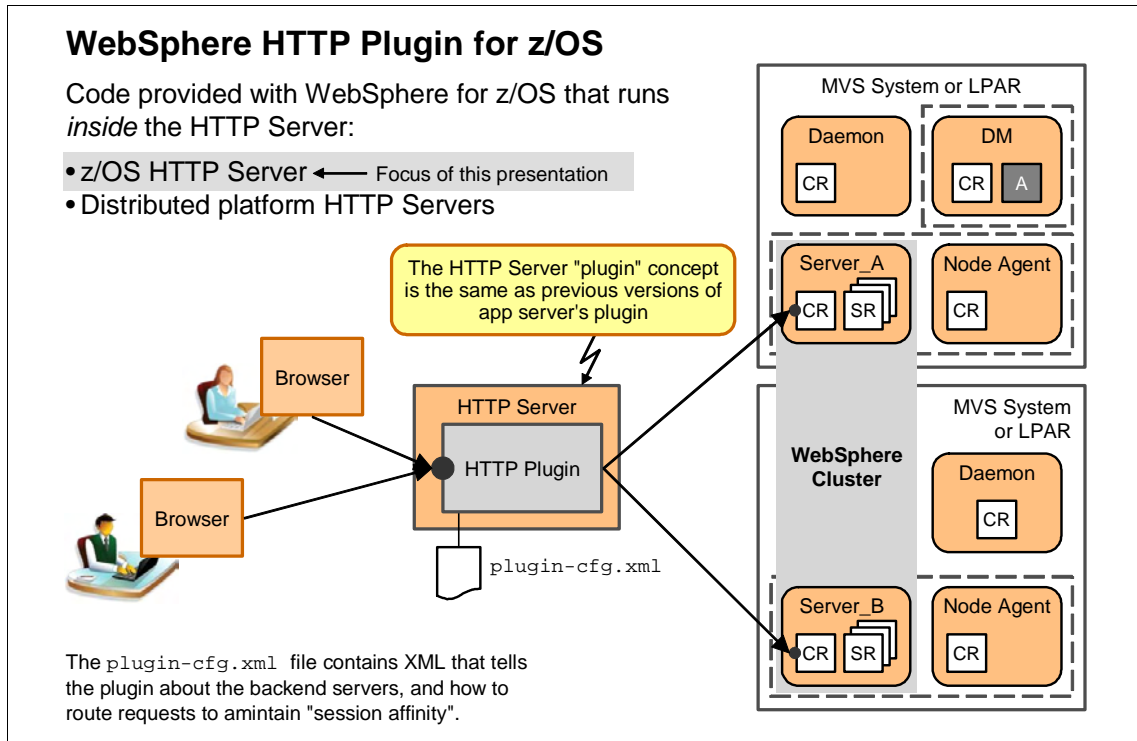 WebSphere HTTP Plugin for z/OS
Code provided with WebSphere for z/OS that runs
inside the HTTP Server:
• z/OS HTTP Server
Focus of this presentation
• Distributed platform HTTP Servers
The HTTP Server "plugin" concept
is the same as previous versions of
app server's plugin
Browser
Browser
HTTP Server
HTTP Plugin
plugin-cfg.xml
The plugin-cfg.xml file contains XML that tells
the plugin about the backend servers, and how to
route requests to amintain "session affinity".
MVS System or LPAR
Daemon
CR
DM
CR
A
Server_A
CR
SR
Node Agent
CR
WebSphere
Cluster
MVS System
or LPAR
Daemon
CR
Server_B
CR
SR
Node Agent
CR